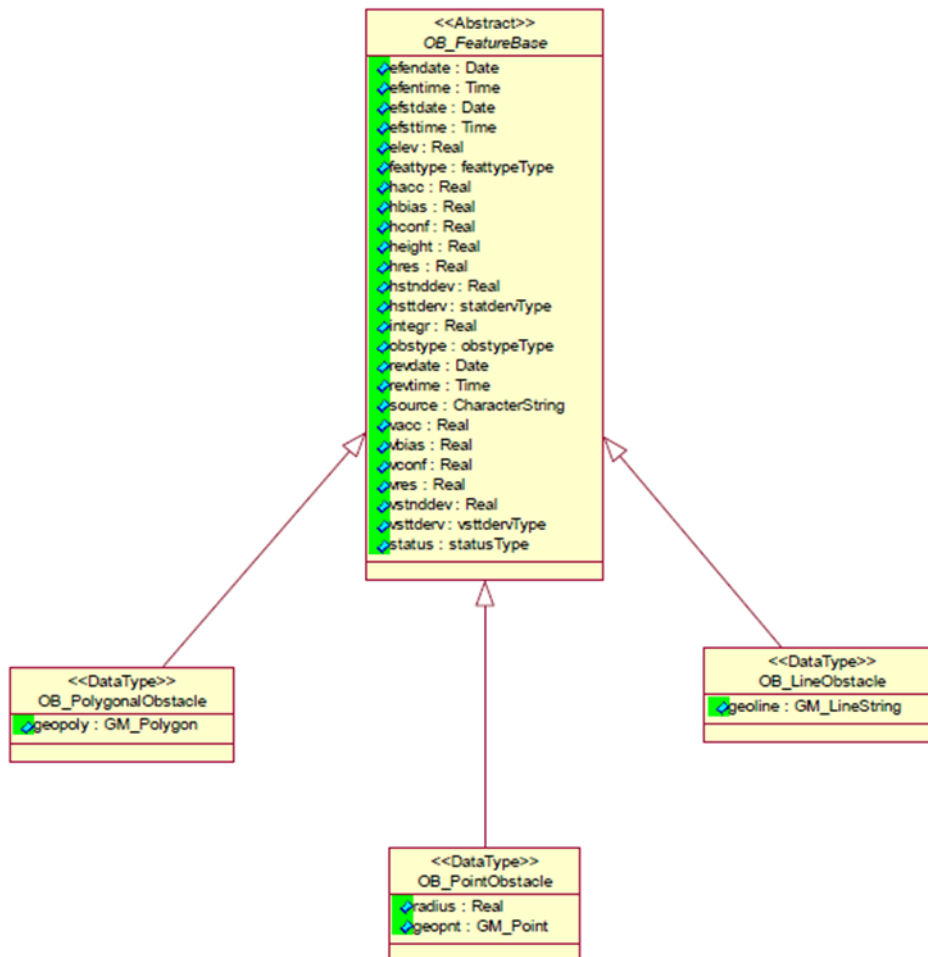 <<Abstract>>
OB_FeatureBase
efendate : Date
efentime : Time
efstdate : Date
efsttime : Time
elev : Real
feattype : feattypeType
hacc : Real
hbias : Real
hconf : Real
height : Real
hres : Real
hstnddev : Real
hsttderv : statdervType
integr : Real
obstype : obstypeType
revdate : Date
revtime : Time
source : CharacterString
vacc : Real
vbias : Real
vconf : Real
vres : Real
vstnddev : Real
vsttderv : vsttdervType
status : statusType
<<DataType>>
OB_PolygonalObstacle
geopoly : GM_Polygon
<<DataType>>
OB_LineObstacle
geoline : GM_LineString
<<DataType>>
OB_PointObstacle
radius : Real
geopnt : GM_Point